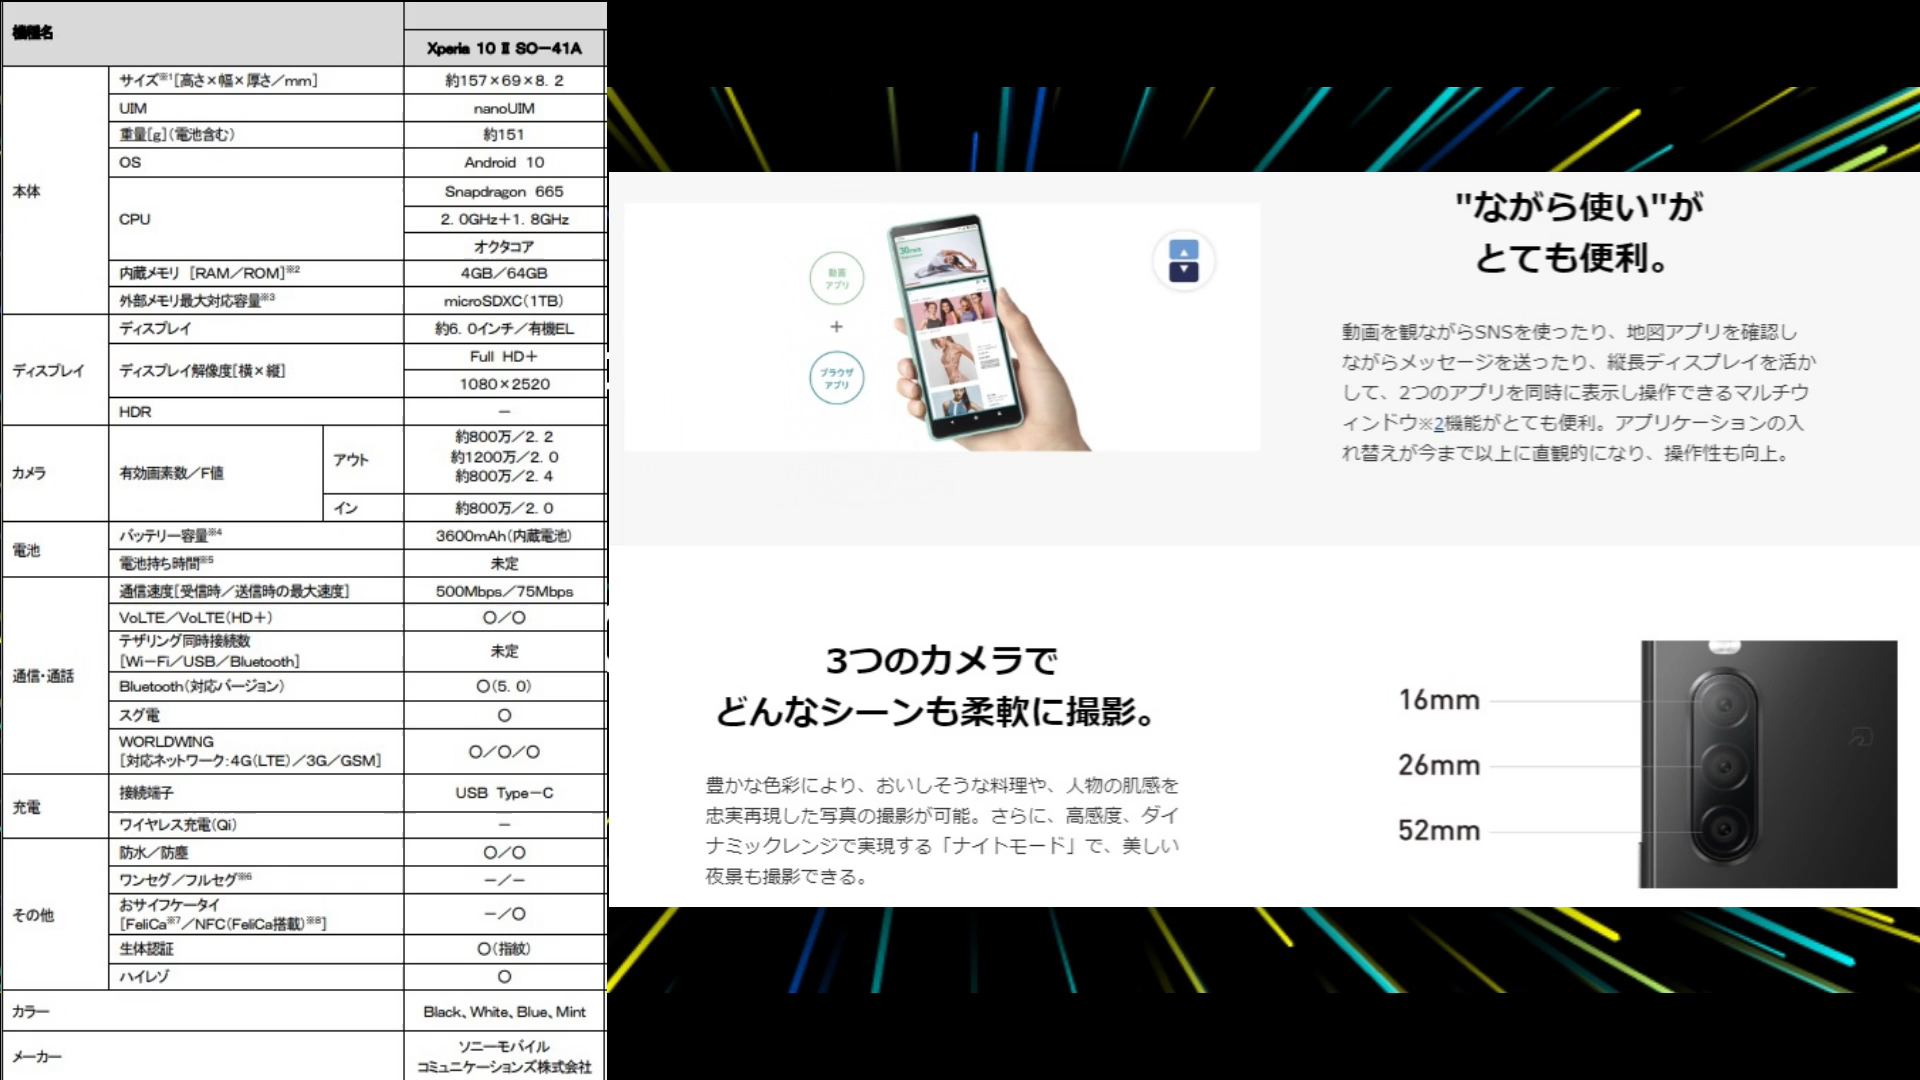 機種名
Xperia 10 Ⅱ SO－41A
本体
サイズ※1［高さ×幅×厚さ／mm］
約157×69×8．2
UIM
nanoUIM
重量［g］（電池含む）
約151
OS
Android 10
CPU
Snapdragon 665
2．0GHz＋1．8GHz
オクタコア
内蔵メモリ ［RAM／ROM］※2
4GB／64GB
外部メモリ最大対応容量※3
microSDXC（1TB）
ディスプレイ
ディスプレイ
約6．0インチ／有機EL
ディスプレイ解像度［横×縦］
Full HD＋
1080×2520
HDR
－
カメラ
有効画素数／F値
アウト
約800万／2．2
約1200万／2．0
約800万／2．4
イン
約800万／2．0
電池
バッテリー容量※4
3600mAh（内蔵電池）
電池持ち時間※5
未定
通信・通話
通信速度［受信時／送信時の最大速度］
500Mbps／75Mbps
VoLTE／VoLTE（HD＋）
〇／〇
テザリング同時接続数
［Wi－Fi／USB／Bluetooth］
未定
Bluetooth（対応バージョン）
〇（5．0）
スグ電
〇
WORLDWING
［対応ネットワーク：4G（LTE）／3G／GSM］
〇／〇／〇
充電
接続端子
USB Type－C
ワイヤレス充電（Qi）
－
その他
防水／防塵
〇／〇
ワンセグ／フルセグ※6
－／－
おサイフケータイ
［FeliCa※7／NFC（FeliCa搭載）※8］
－／〇
生体認証
〇（指紋）
ハイレゾ
〇
カラー
Black、White、Blue、Mint
メーカー
ソニーモバイル
コミュニケーションズ株式会社
動画
アプリ
+
ブラウザ
アプリ
"ながら使い"が
とても便利。
動画を観ながらSNSを使ったり、地図アプリを確認し
ながらメッセージを送ったり、縦長ディスプレイを活か
して、2つのアプリを同時に表示し操作できるマルチウ
ィンドウ※2機能がとても便利。アプリケーションの入
れ替えが今まで以上に直観的になり、操作性も向上。
3つのカメラで
どんなシーンも柔軟に撮影。
豊かな色彩により、おいしそうな料理や、人物の肌感を
忠実再現した写真の撮影が可能。さらに、高感度、ダイ
ナミックレンジで実現する「ナイトモード」で、美しい
夜景も撮影できる。
16mm
26mm
52mm